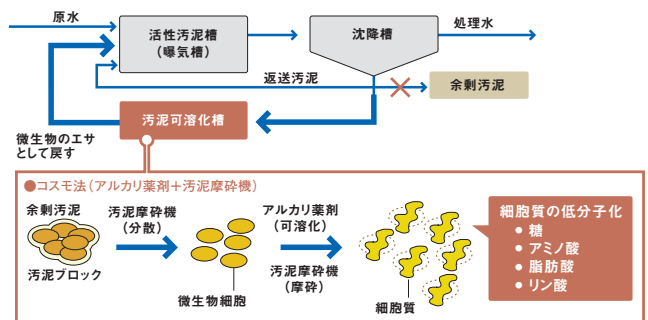 原水
活性汚泥槽
(曝気槽)
沈降槽
処理水
返送汚泥
余剰汚泥
汚泥可溶化槽
微生物のエサ
として戻す
●コスモ法(アルカリ薬剤+汚泥摩砕機)
余剰汚泥
汚泥ブロック
汚泥摩砕機
(分散)
微生物細胞
アルカリ薬剤
(可溶化)
汚泥摩砕機
(摩砕)
細胞質
細胞質の低分子化
• 糖
• アミノ酸
• 脂肪酸
• リン酸